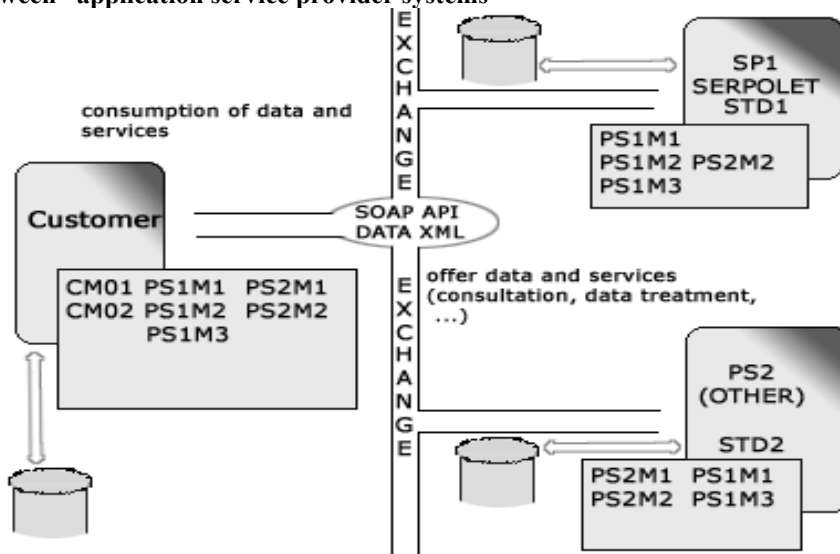 ween application service provider systems
EXCHANGE
SP1
SERPOLET
STD1
PS1M1
PS1M2 PS2M2
PS1M3
consumption of data and
services
Customer
SOAP API
DATA XML
CM01 PS1M1 PS2M1
CM02 PS1M2 PS2M2
PS1M3
EXCHANGE
offer data and services
(consultation, data treatment,
...)
PS2
(OTHER)
STD2
PS2M1 PS1M1
PS2M2 PS1M3